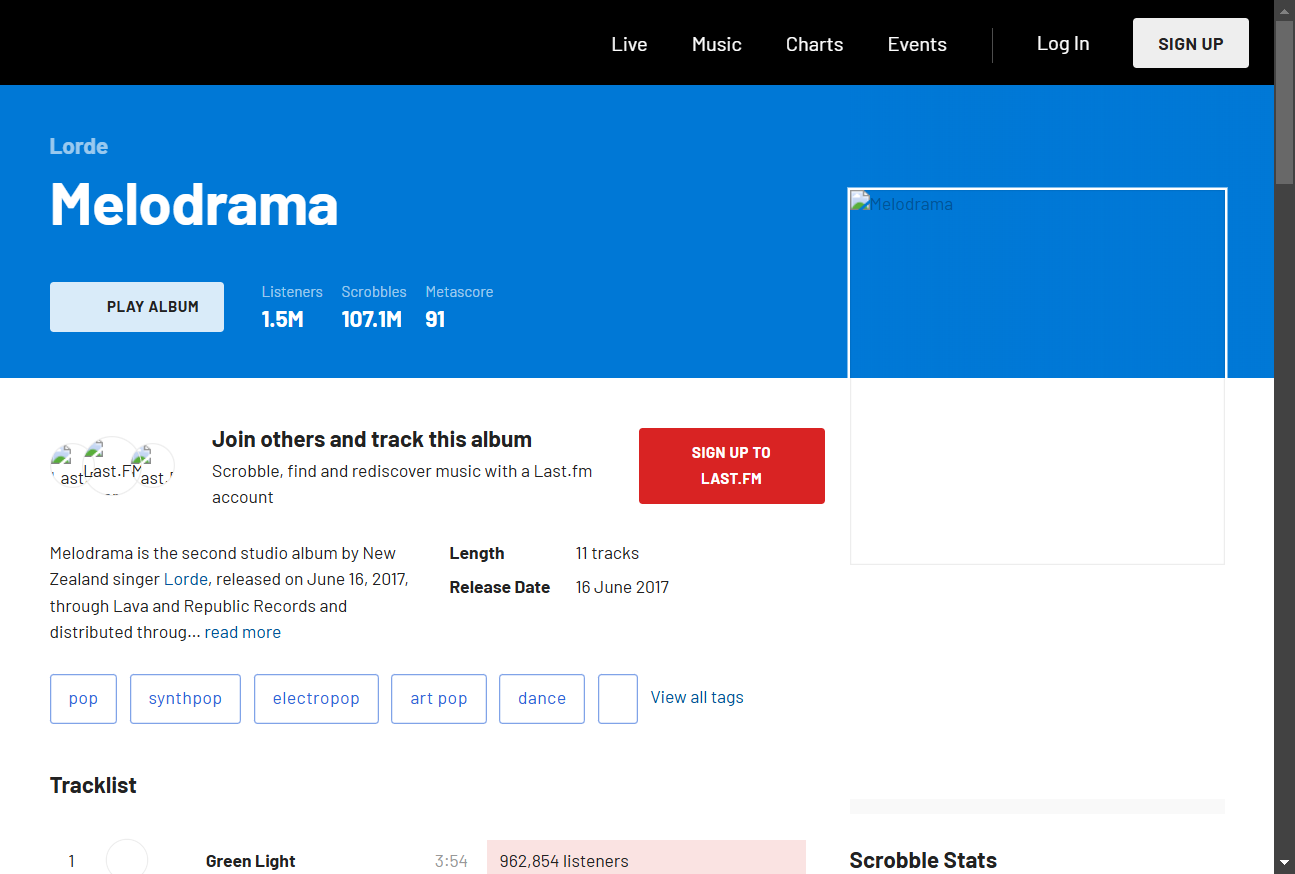 Live Music Charts Events Log In SIGN UP
Lorde
Melodrama
Melodrama
PLAY ALBUM
Listeners Scrobbles Metascore
1.5M 107.1M 91
Join others and track this album
Scrobble, find and rediscover music with a Last.fm
account
SIGN UP TO
LAST.FM
Last.FM
Melodrama is the second studio album by New
Zealand singer Lorde, released on June 16, 2017,
through Lava and Republic Records and
distributed throug... read more
Length 11 tracks
Release Date 16 June 2017
pop synthpop electropop art pop dance View all tags
Tracklist
1 Green Light 3:54 962,854 listeners
Scrobble Stats